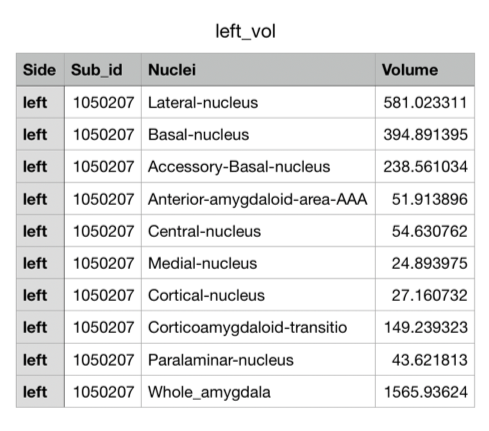 left_vol
Side Sub_id Nuclei Volume
left 1050207 Lateral-nucleus 581.023311
left 1050207 Basal-nucleus 394.891395
left 1050207 Accessory-Basal-nucleus 238.561034
left 1050207 Anterior-amygdaloid-area-AAA 51.913896
left 1050207 Central-nucleus 54.630762
left 1050207 Medial-nucleus 24.893975
left 1050207 Cortical-nucleus 27.160732
left 1050207 Corticoamygdaloid-transitio 149.239323
left 1050207 Paralaminar-nucleus 43.621813
left 1050207 Whole_amygdala 1565.93624